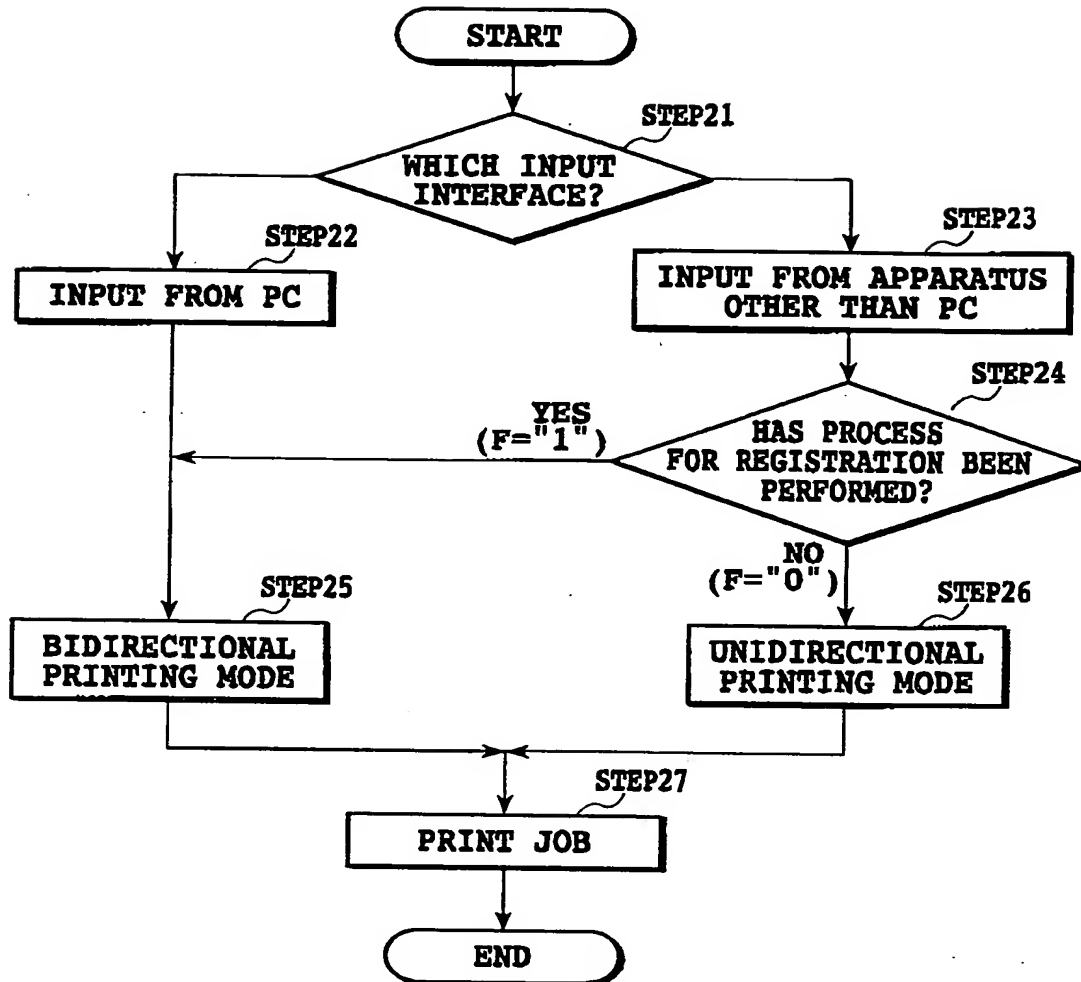 START
STEP21
WHICH INPUT
INTERFACE?
STEP22
INPUT FROM PC
STEP23
INPUT FROM APPARATUS
OTHER THAN PC
STEP24
HAS PROCESS
FOR REGISTRATION BEEN
PERFORMED?
YES
(F="1")
NO
(F="0")
STEP25
BIDIRECTIONAL
PRINTING MODE
STEP26
UNIDIRECTIONAL
PRINTING MODE
STEP27
PRINT JOB
END